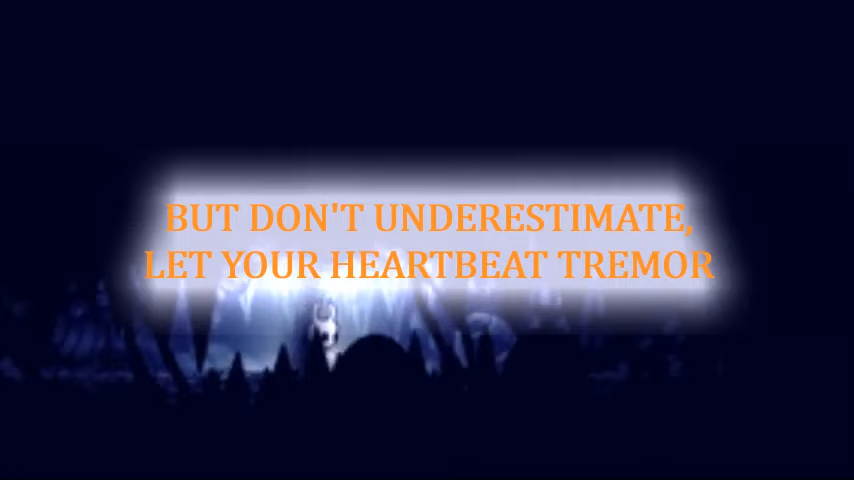 BUT DON'T UNDERESTIMATE,
LET YOUR HEARTBEAT TREMOR